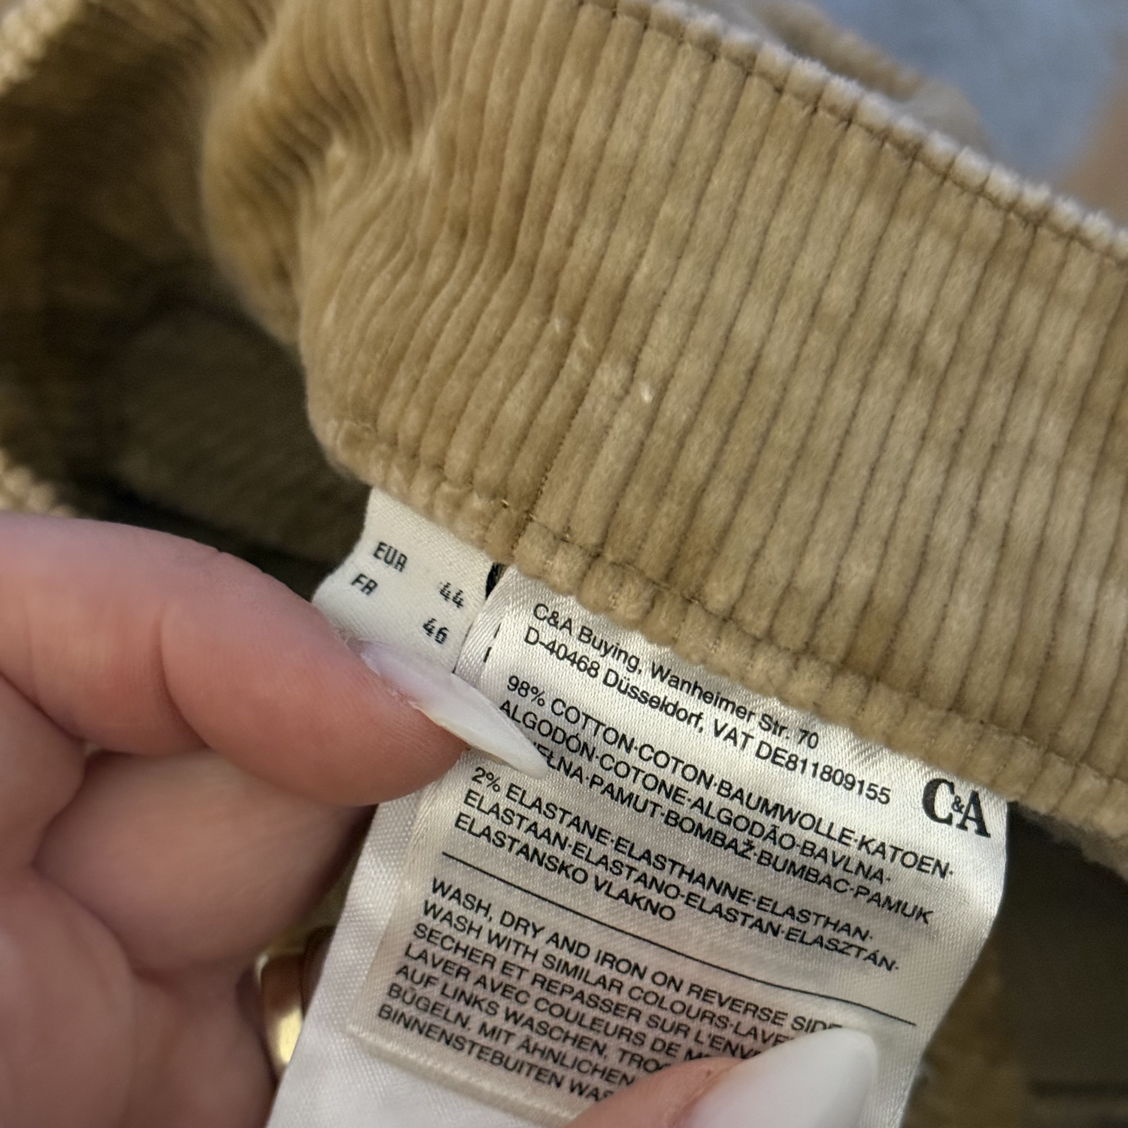 EUR 44
FR 46
C&A Buying, Wanheimer Str. 70
D-40468 Düsseldorf, VAT DE811809155
C&A
98% COTTON·COTON·BAUMWOLLE·KATOEN·
ALGODÓN·COTONE·ALGODÃO·BAVLNA·
PAMUT·BOMBAŽ·BUMBAC·PAMUK
2% ELASTANE·ELASTHANNE·ELASTHAN·
ELASTAAN·ELASTANO·ELASTAN·ELASZTÁN·
ELASTANSKO VLAKNO
WASH, DRY AND IRON ON REVERSE SIDE
WASH WITH SIMILAR COLOURS·LAVER
SECHER ET REPASSER SUR L'ENVE
LAVER AVEC COULEURS DE
AUF LINKS WASCHEN,
BÜGELN. MIT ÄHNLICHEN
BINNENSTEBUITEN